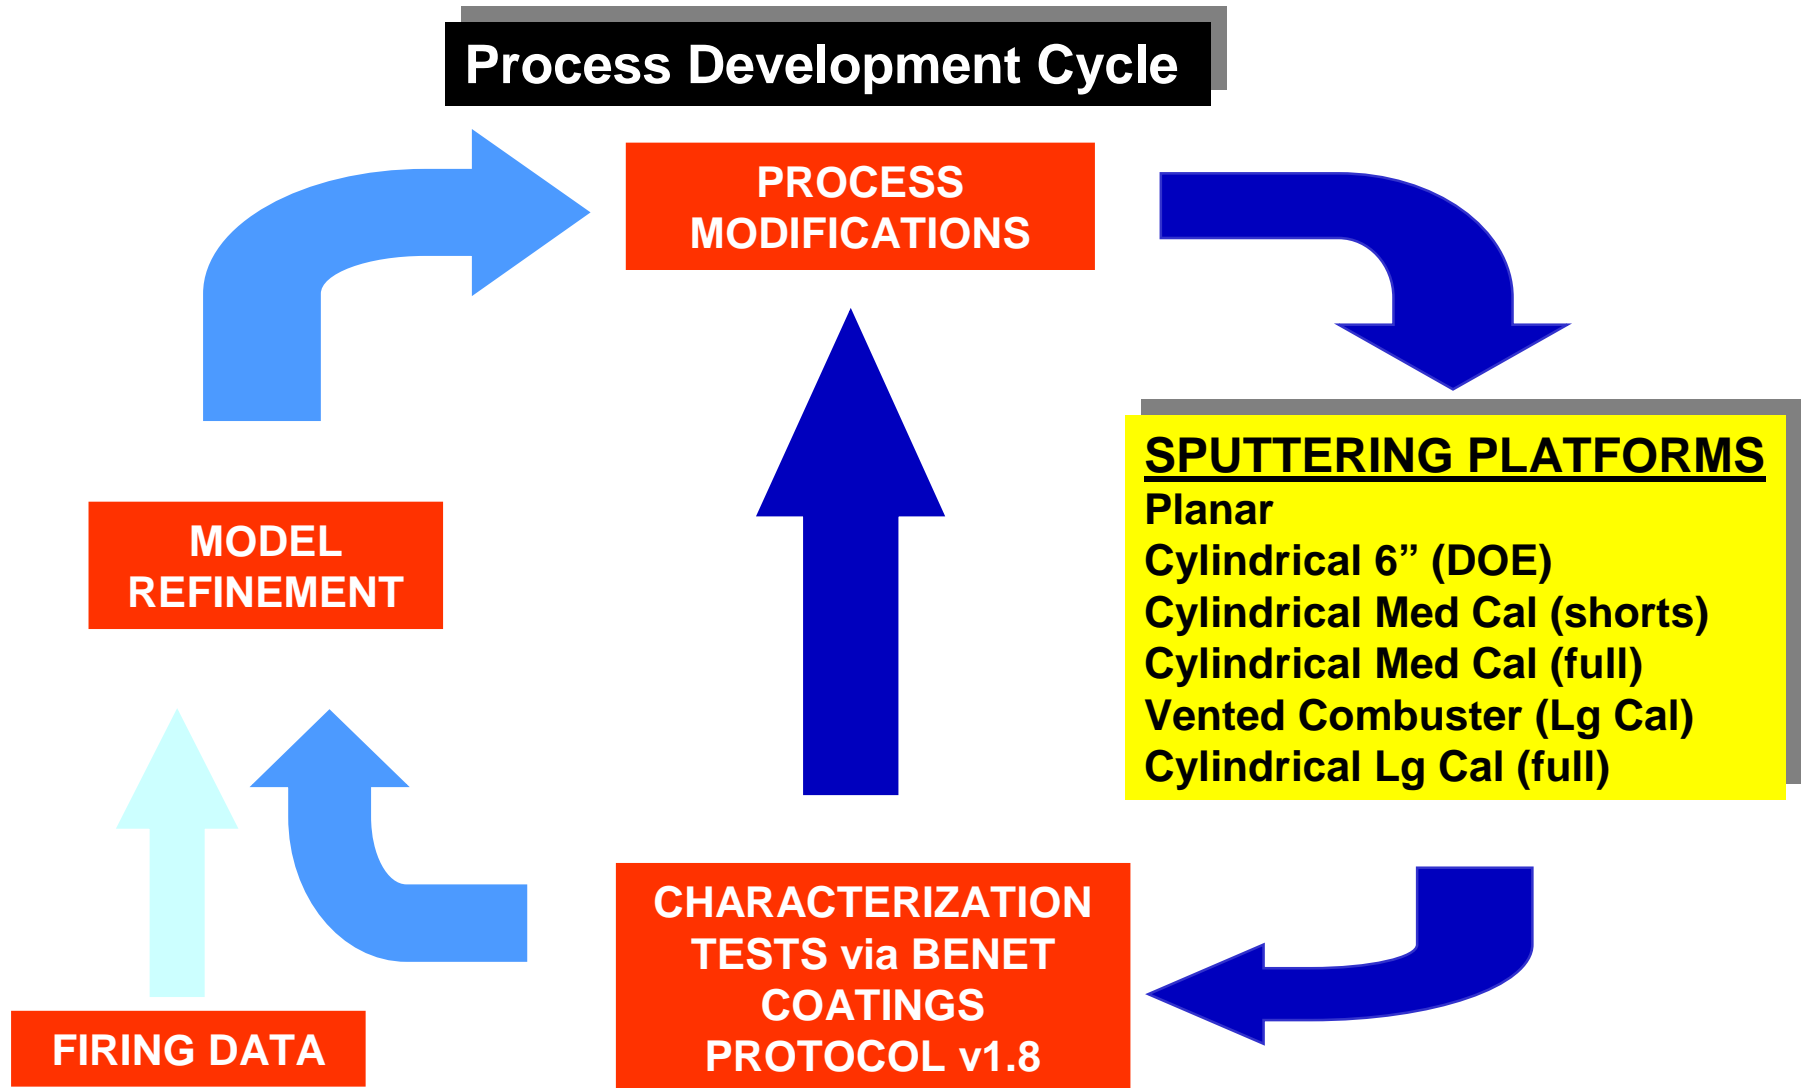 Process Development Cycle
PROCESS
MODIFICATIONS
SPUTTERING PLATFORMS
Planar
Cylindrical 6” (DOE)
Cylindrical Med Cal (shorts)
Cylindrical Med Cal (full)
Vented Combuster (Lg Cal)
Cylindrical Lg Cal (full)
MODEL
REFINEMENT
CHARACTERIZATION
TESTS via BENET
COATINGS
PROTOCOL v1.8
FIRING DATA